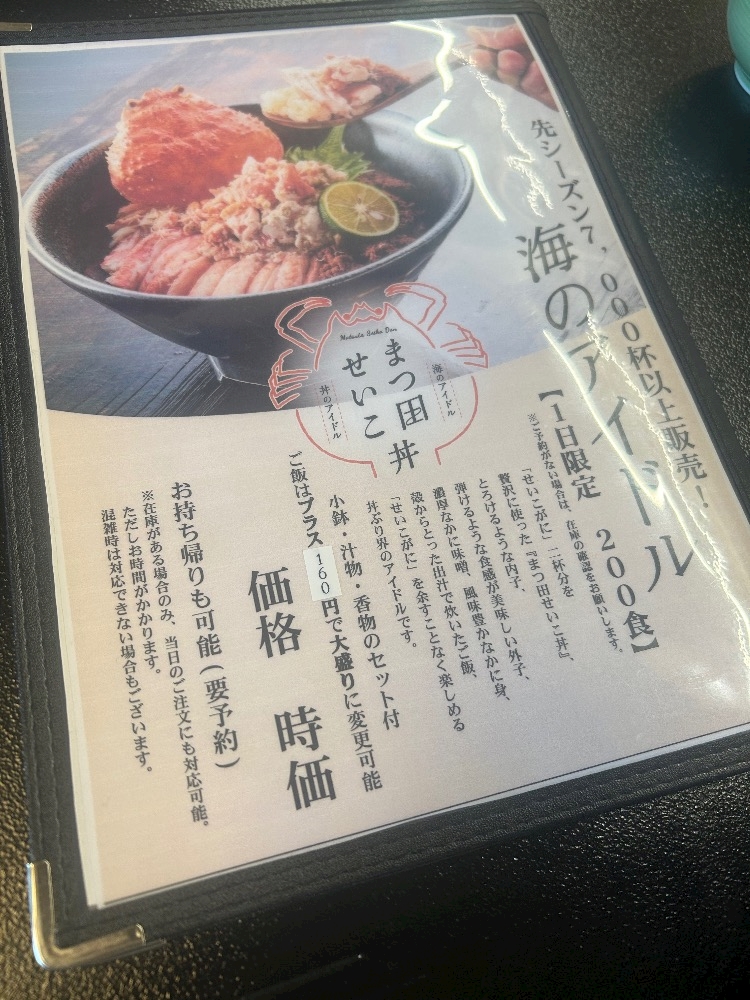 先シーズン7,000杯以上販売！
海のアイドル
【1日限定 200食】
※ご予約がない場合は、在庫の確認をお願いします。
「せいこがに」二杯分を
贅沢に使った『まつ田せいこ丼』。
とろけるような内子、
弾けるような食感が美味しい外子、
濃厚なかに味噌、風味豊かなかに身、
殻からとった出汁で炊いたご飯、
「せいこがに」を余すことなく楽しめる
丼ぶり界のアイドルです。
Matsuda Seiko Don
海のアイドル
まつ田丼
せいこ
丼のアイドル
小鉢・汁物・香物のセット付
ご飯はプラス160円で大盛りに変更可能
価格 時価
お持ち帰りも可能(要予約)
※在庫がある場合のみ、当日のご注文にも対応可能。
ただしお時間がかかります。
混雑時は対応できない場合もございます。